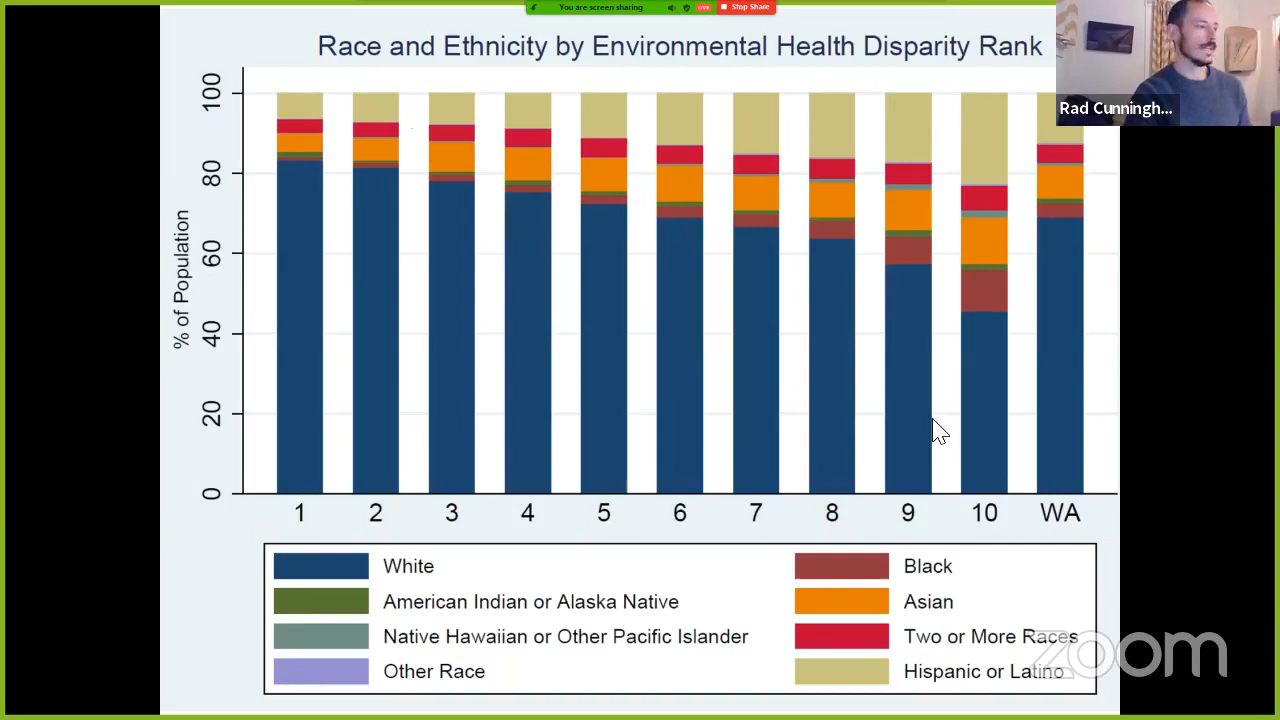 You are screen sharing LIVE Stop Share
Race and Ethnicity by Environmental Health Disparity Rank
Rad Cunningh...
% of Population
100
80
60
40
20
0
1 2 3 4 5 6 7 8 9 10 WA
White Black
American Indian or Alaska Native Asian
Native Hawaiian or Other Pacific Islander Two or More Races
Other Race Hispanic or Latino
zoom